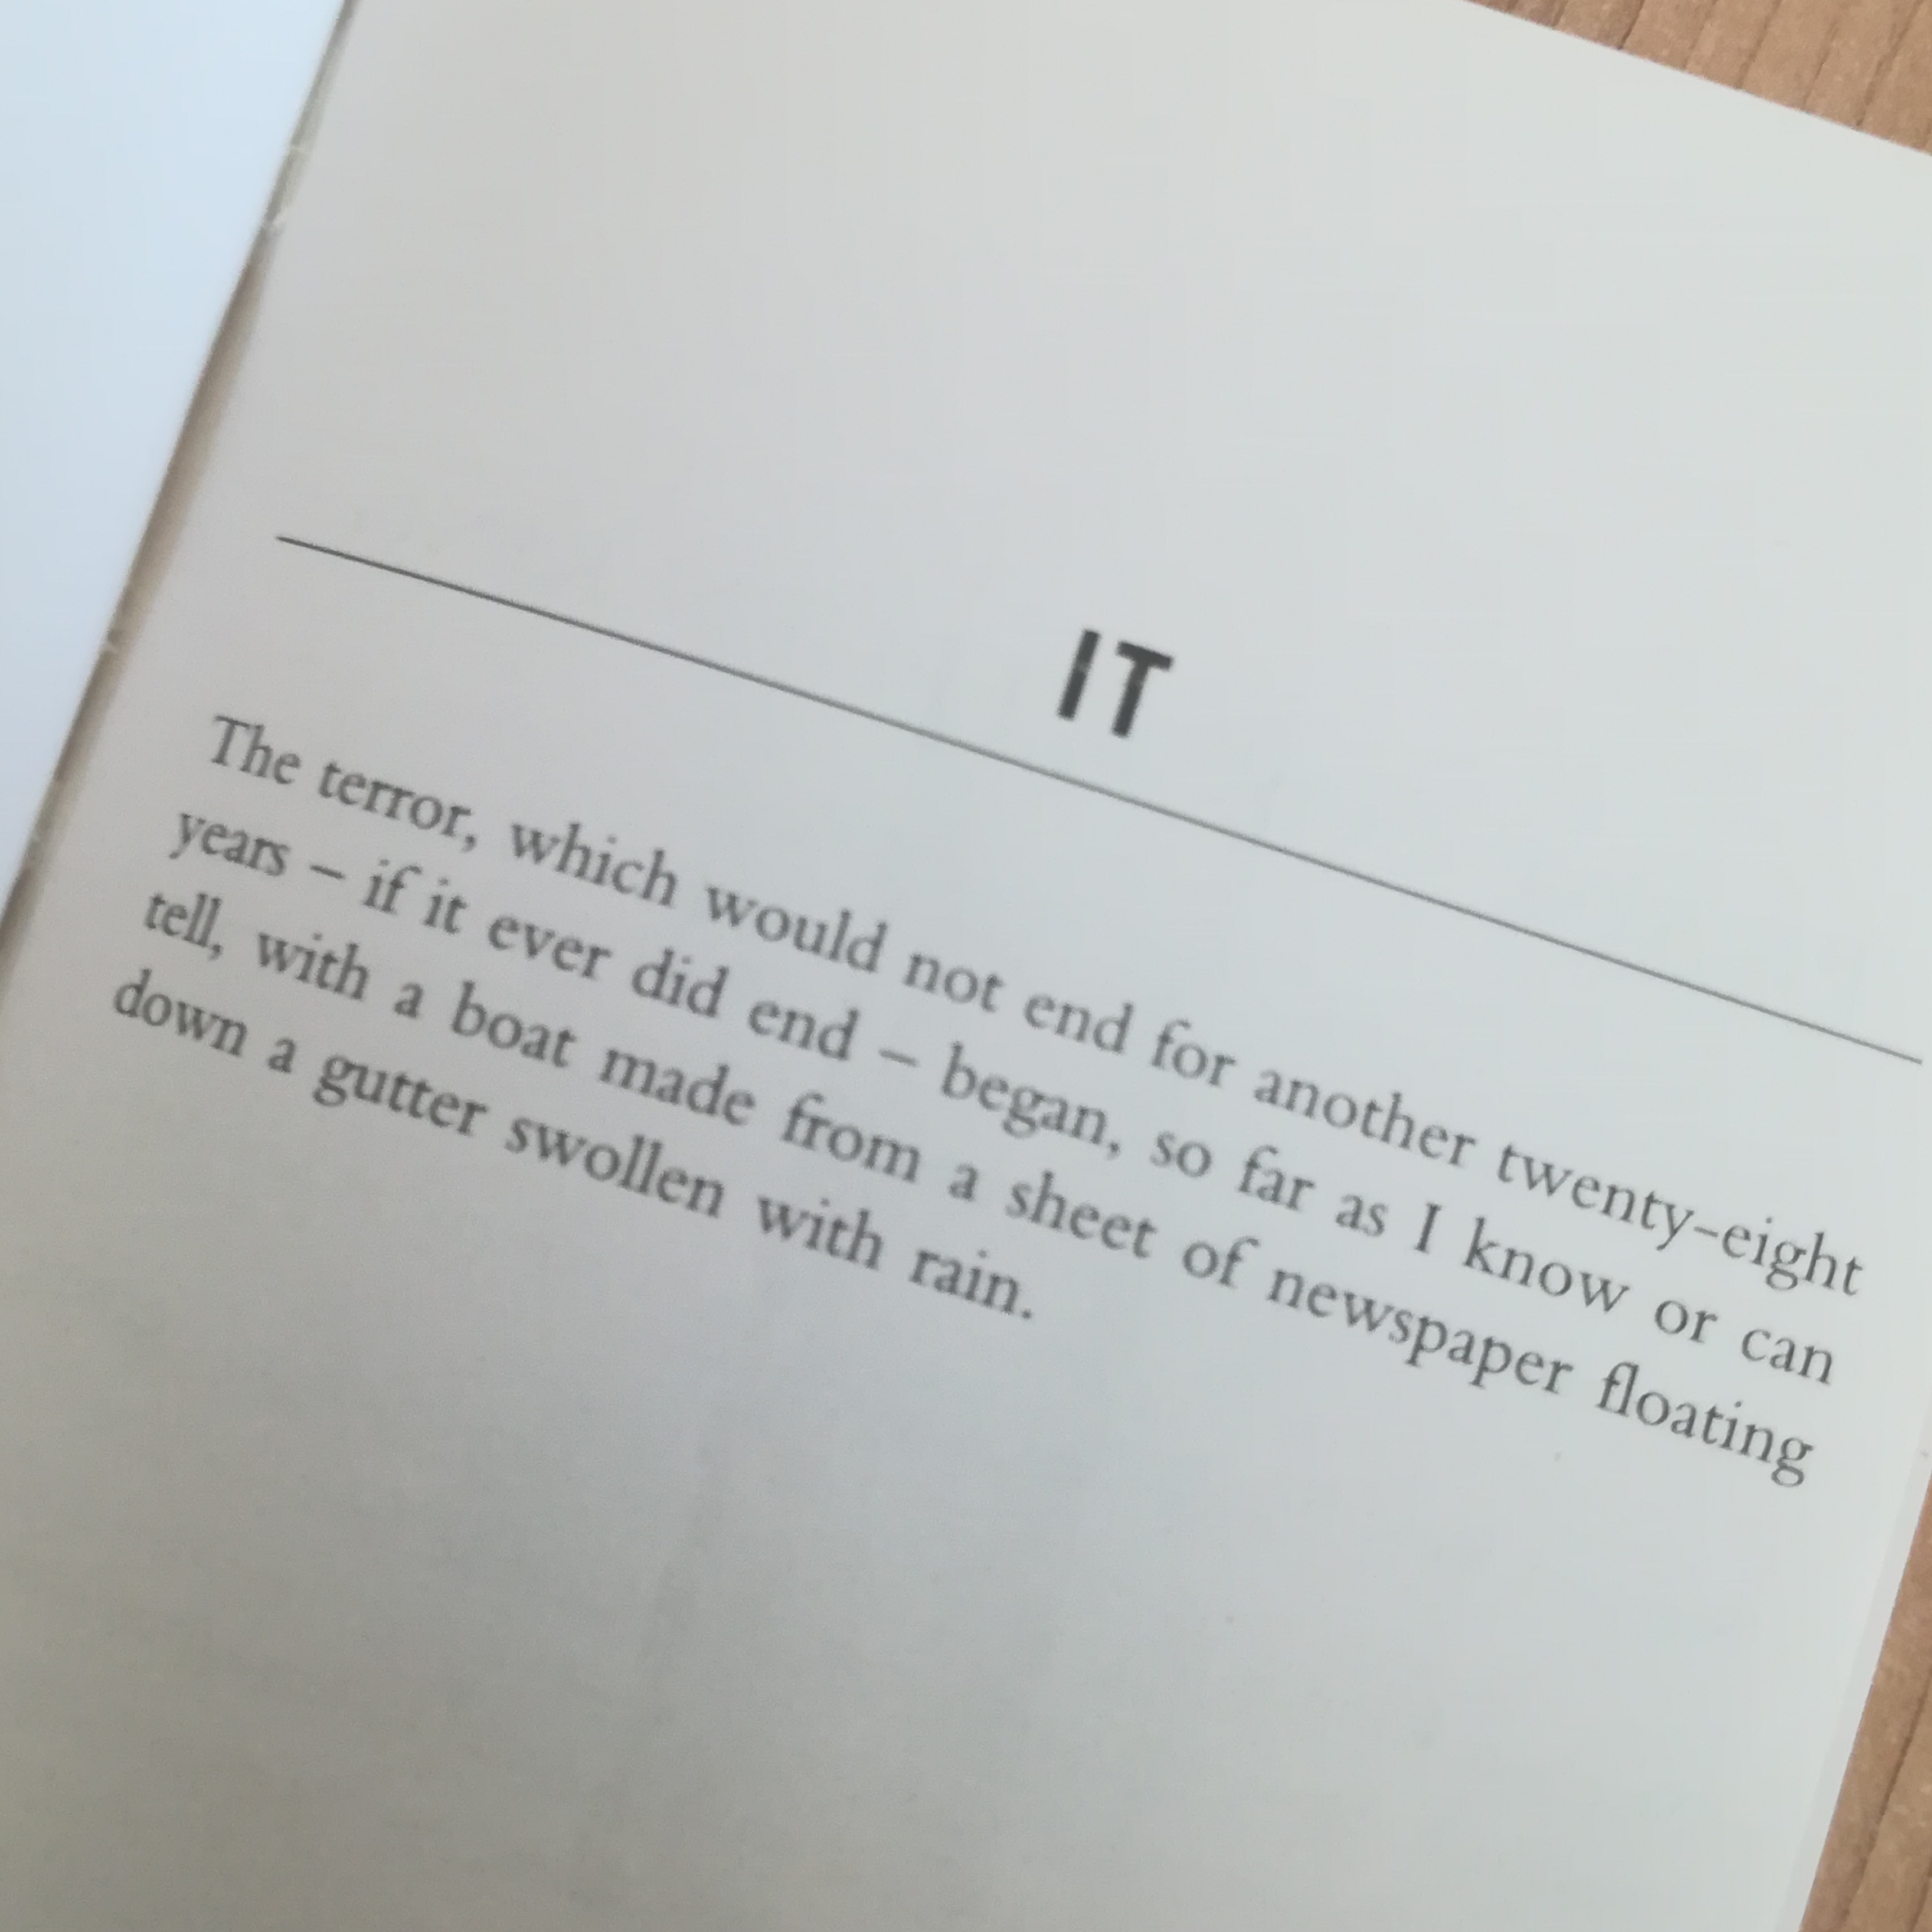 IT
The terror, which would not end for another twenty-eight
years – if it ever did end – began, so far as I know or can
tell, with a boat made from a sheet of newspaper floating
down a gutter swollen with rain.